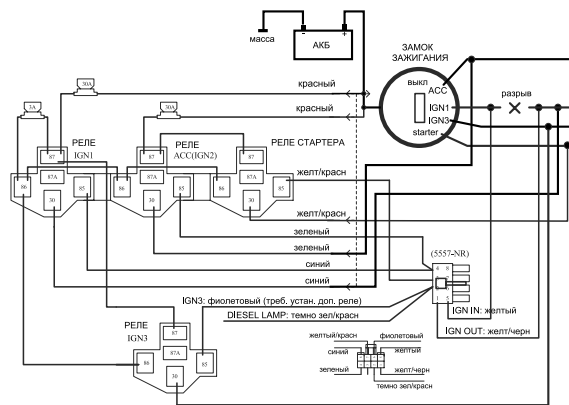 масса
-
+
АКБ
ЗАМОК
ЗАЖИГАНИЯ
выкл
ACC
IGN1
IGN3
starter
разрыв
30A
красный
3A
30A
красный
РЕЛЕ
IGN1
РЕЛЕ
ACC(IGN2)
РЕЛЕ СТАРТЕРА
87
87
87
желт/красн
86
87A
85
86
87A
85
86
87A
85
30
30
30
желт/красн
зеленый
зеленый
синий
синий
(5557-NR)
4
8
1
5
IGN3: фиолетовый (треб. устан. доп. реле)
DIESEL LAMP: темно зел/красн
IGN IN: желтый
IGN OUT: желт/черн
РЕЛЕ
IGN3
87
87A
86
85
30
желтый/красн
фиолетовый
синий
желтый
зеленый
желт/черн
темно зел/красн